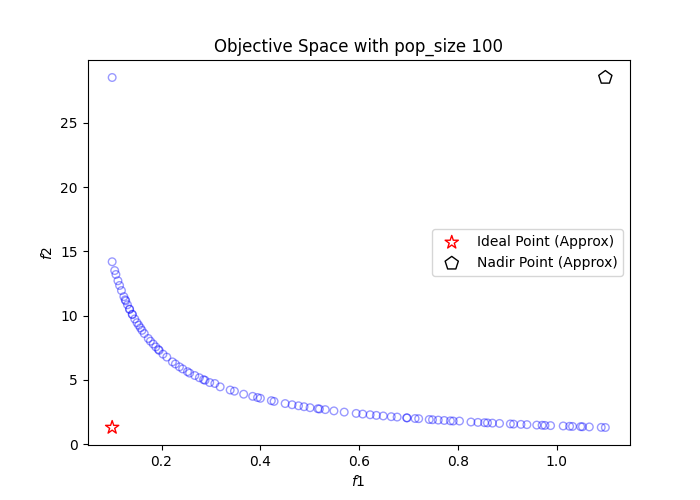 Objective Space with pop_size 100
f2
25
20
15
10
5
0
Ideal Point (Approx)
Nadir Point (Approx)
0.2 0.4 0.6 0.8 1.0
f1